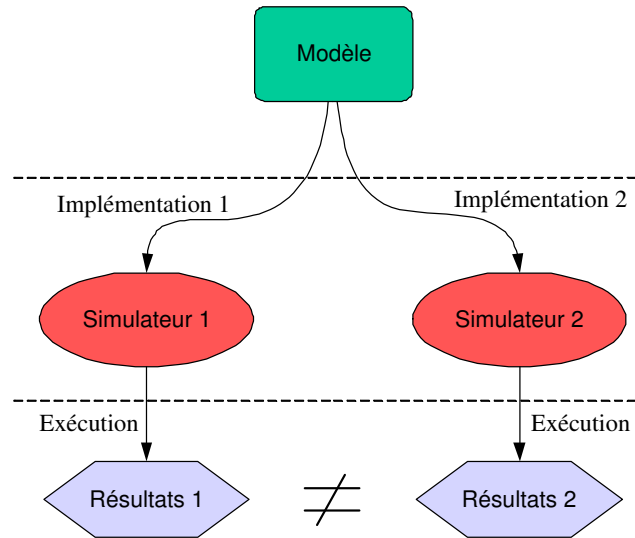 Modèle
Implémentation 1
Implémentation 2
Simulateur 1
Simulateur 2
Exécution
Exécution
Résultats 1
≠
Résultats 2